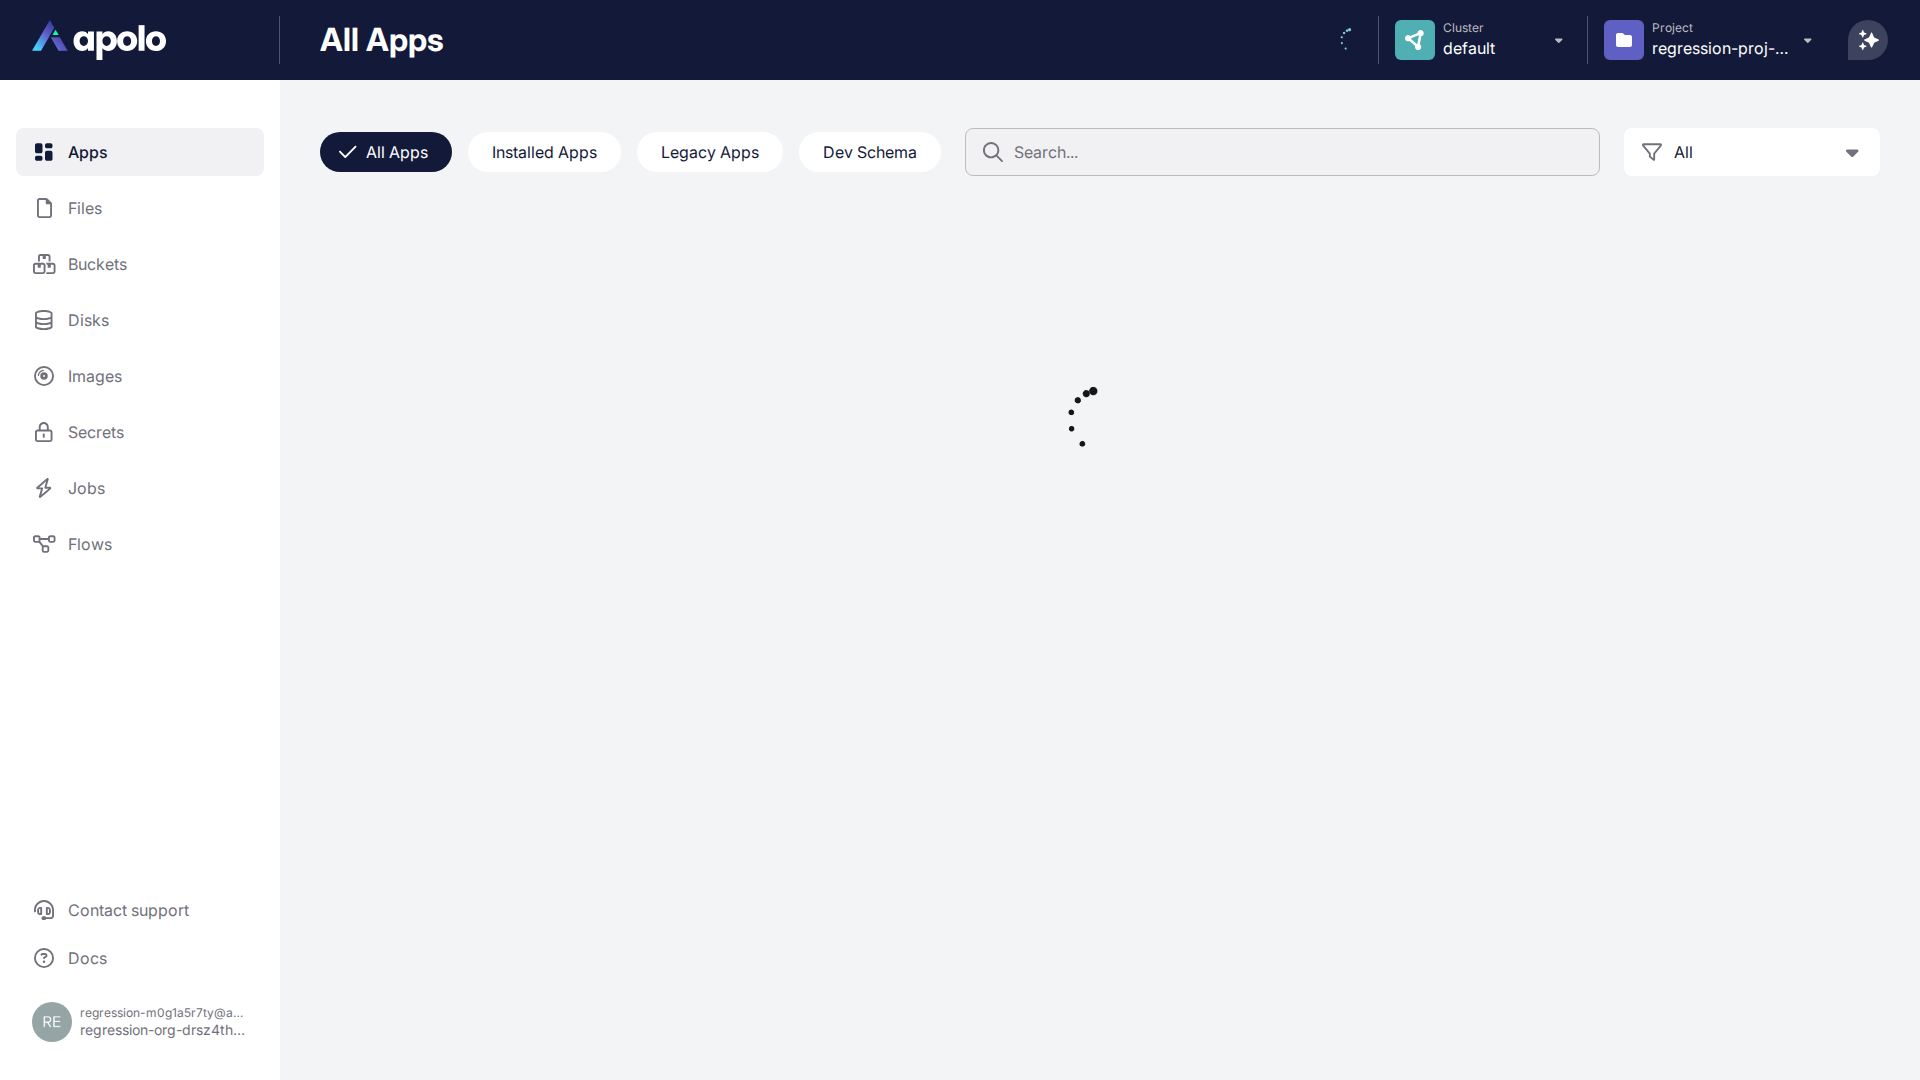 apolo
All Apps
Cluster
default
Project
regression-proj-...
Apps
Files
Buckets
Disks
Images
Secrets
Jobs
Flows
All Apps
Installed Apps
Legacy Apps
Dev Schema
Search...
All
Contact support
Docs
RE
regression-m0g1a5r7ty@a...
regression-org-drsz4th...